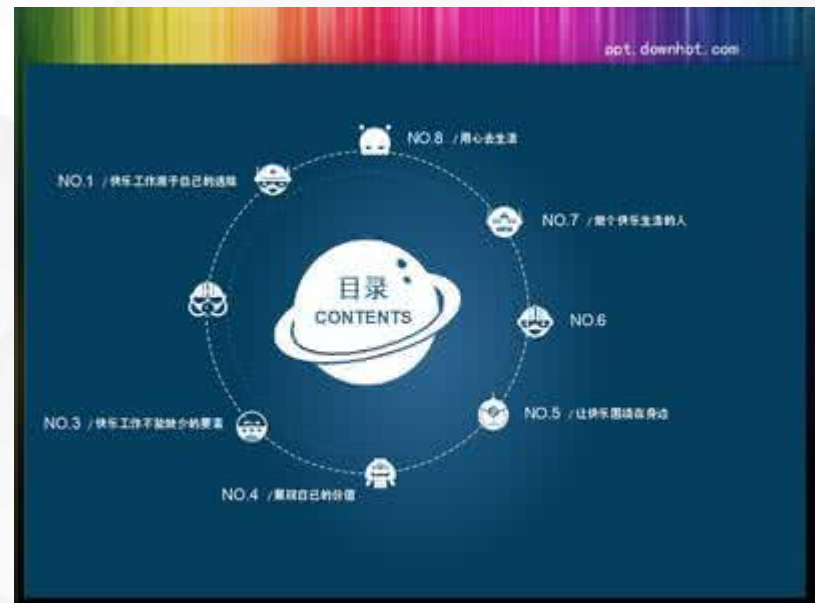 ppt.downhot.com
NO.8 /用心去生活
NO.1 /快乐工作源于自己的选择
NO.7 /做个快乐生活的人
目录
CONTENTS
NO.6
NO.5 /让快乐围绕在身边
NO.3 /快乐工作不能缺少的要素
NO.4 /重视自己的价值